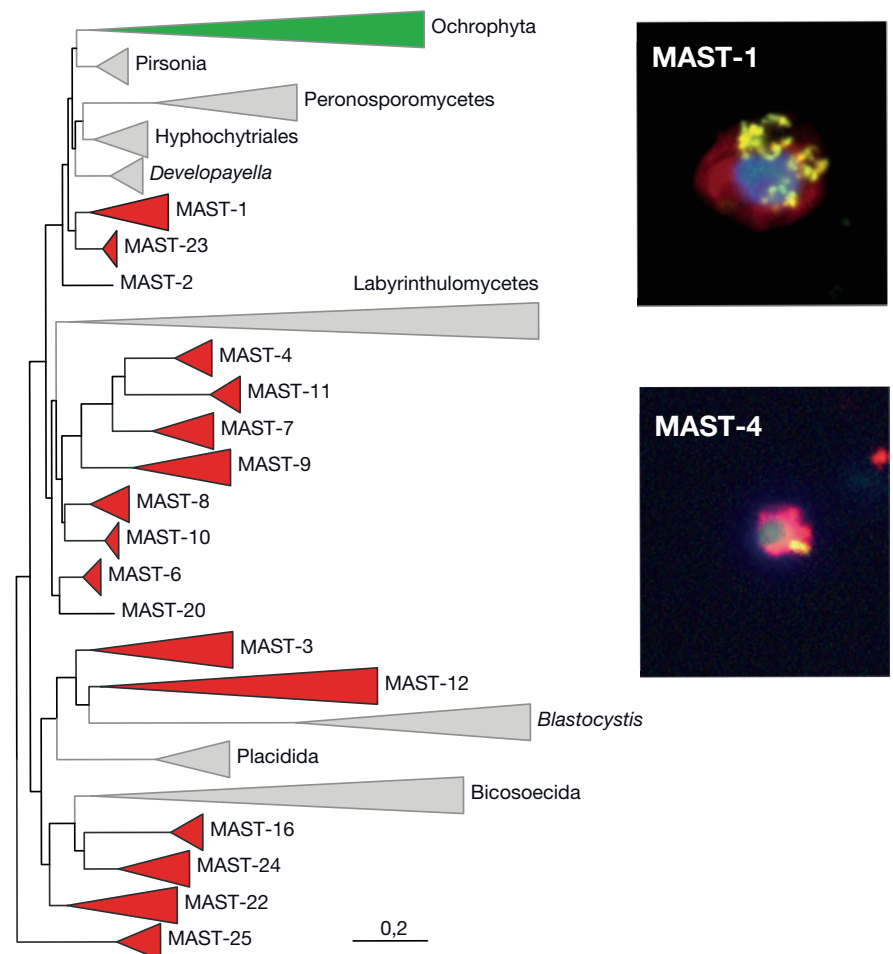 Ochrophyta
Pirsonia
Peronosporomycetes
Hyphochytriales
Developayella
MAST-1
MAST-23
MAST-2
Labyrinthulomycetes
MAST-4
MAST-11
MAST-7
MAST-9
MAST-8
MAST-10
MAST-6
MAST-20
MAST-3
MAST-12
Blastocystis
Placidida
Bicosoecida
MAST-16
MAST-24
MAST-22
MAST-25
0,2
MAST-1
MAST-4